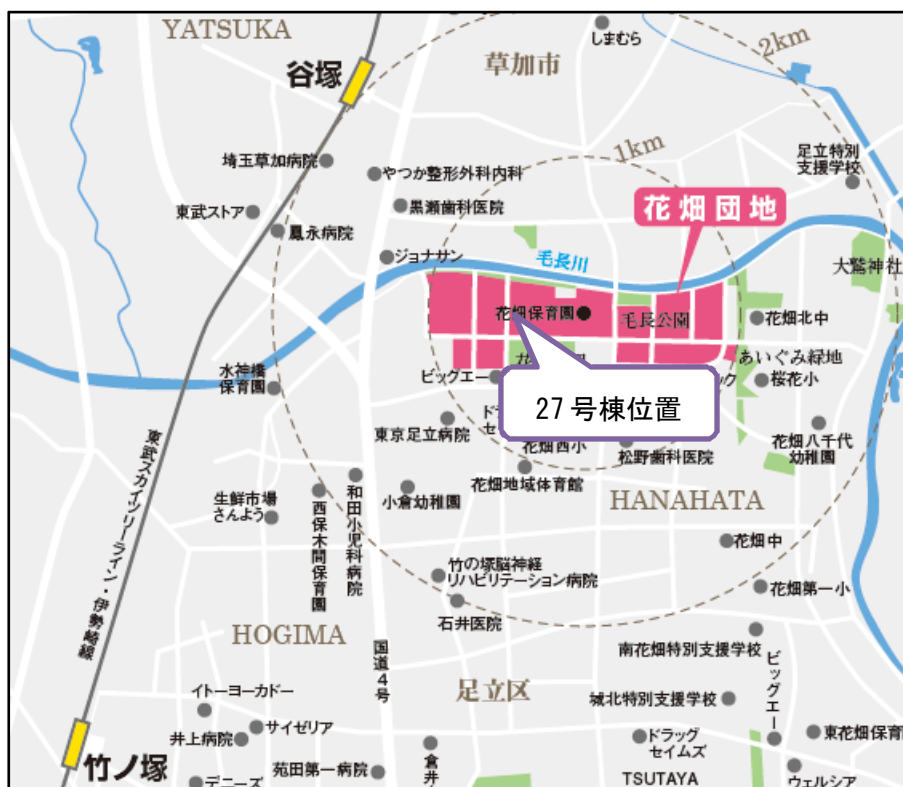 YATSUKA
谷塚
しまむら
草加市
2km
1km
埼玉草加病院
やつか整形外科内科
足立特別
支援学校
東武ストア
黒瀬歯科医院
花畑団地
鳳永病院
ジョナサン
毛長川
大鷲神社
花畑保育園
毛長公園
花畑北中
あいぐみ緑地
水神橋
保育園
ビッグエー
ック
桜花小
27号棟位置
東京足立病院
ド
セ
花畑西小
松野歯科医院
花畑八千代
幼稚園
東武スカイツリーライン・伊勢崎線
生鮮市場
さんよう
西保木間保育園
和田小児科病院
小倉幼稚園
花畑地域体育館
HANAHATA
花畑中
竹の塚脳神経
リハビリテーション病院
花畑第一小
石井医院
HOGIMA
国道4号
南花畑特別支援学校
ビッグエー
足立区
城北特別支援学校
イトーヨーカドー
サイゼリア
井上病院
ドラッグ
セイムズ
東花畑保育
竹ノ塚
デニーズ
苑田第一病院
倉井
TSUTAYA
ウェルシア